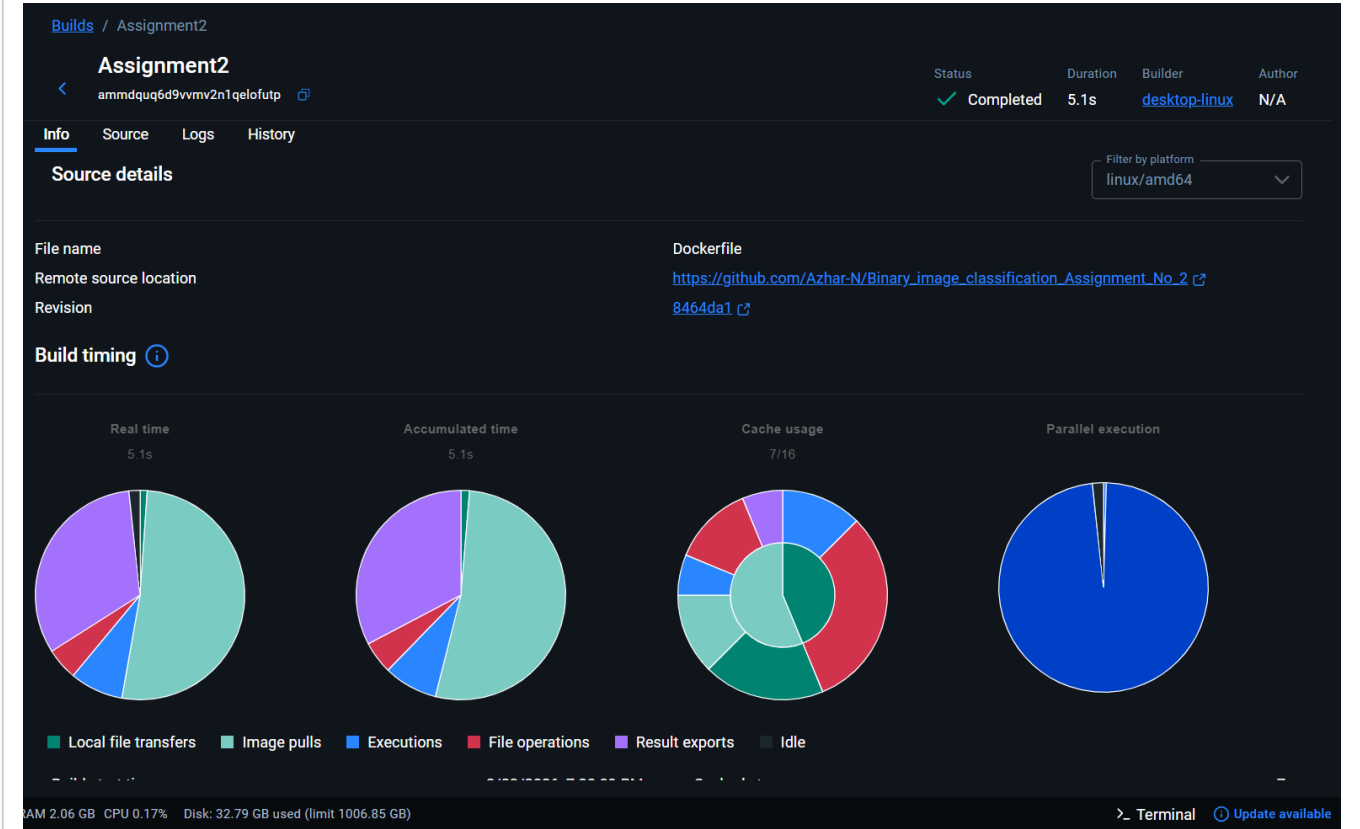 Builds / Assignment2
Assignment2
ammdquq6d9vvmv2n1qelofutp
Status Duration Builder Author
Completed 5.1s desktop-linux N/A
Info Source Logs History
Source details
Filter by platform
linux/amd64
File name Dockerfile
Remote source location https://github.com/Azhar-N/Binary_image_classification_Assignment_No_2
Revision 8464da1
Build timing
Real time Accumulated time Cache usage Parallel execution
5.1s 5.1s 7/16
Local file transfers Image pulls Executions File operations Result exports Idle
RAM 2.06 GB CPU 0.17% Disk: 32.79 GB used (limit 1006.85 GB) Terminal Update available